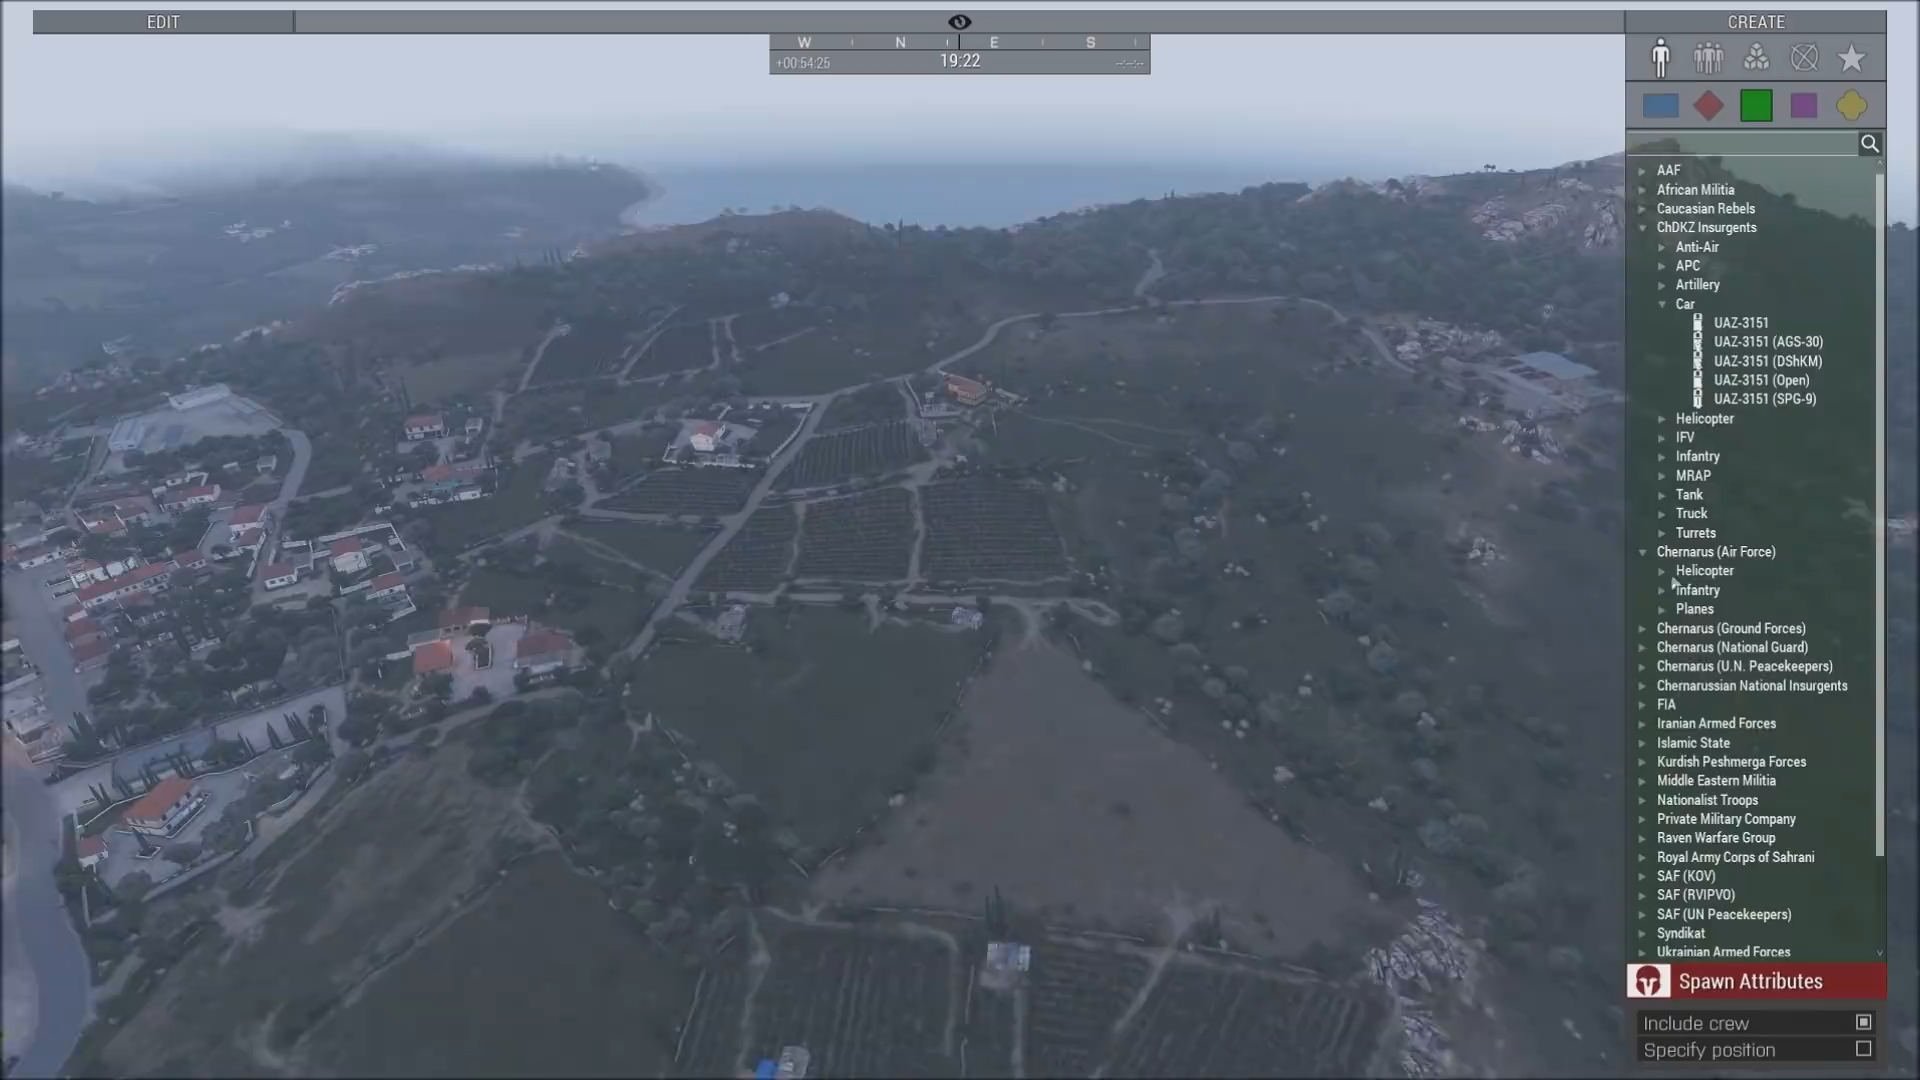 EDIT
CREATE
W N E S
+00:54:25 19:22 --:--:--
AAF
African Militia
Caucasian Rebels
ChDKZ Insurgents
Anti-Air
APC
Artillery
Car
UAZ-3151
UAZ-3151 (AGS-30)
UAZ-3151 (DShKM)
UAZ-3151 (Open)
UAZ-3151 (SPG-9)
Helicopter
IFV
Infantry
MRAP
Tank
Truck
Turrets
Chernarus (Air Force)
Helicopter
Infantry
Planes
Chernarus (Ground Forces)
Chernarus (National Guard)
Chernarus (U.N. Peacekeepers)
Chernarussian National Insurgents
FIA
Iranian Armed Forces
Islamic State
Kurdish Peshmerga Forces
Middle Eastern Militia
Nationalist Troops
Private Military Company
Raven Warfare Group
Royal Army Corps of Sahrani
SAF (KOV)
SAF (RVIPVO)
SAF (UN Peacekeepers)
Syndikat
Ukrainian Armed Forces
Spawn Attributes
Include crew
Specify position